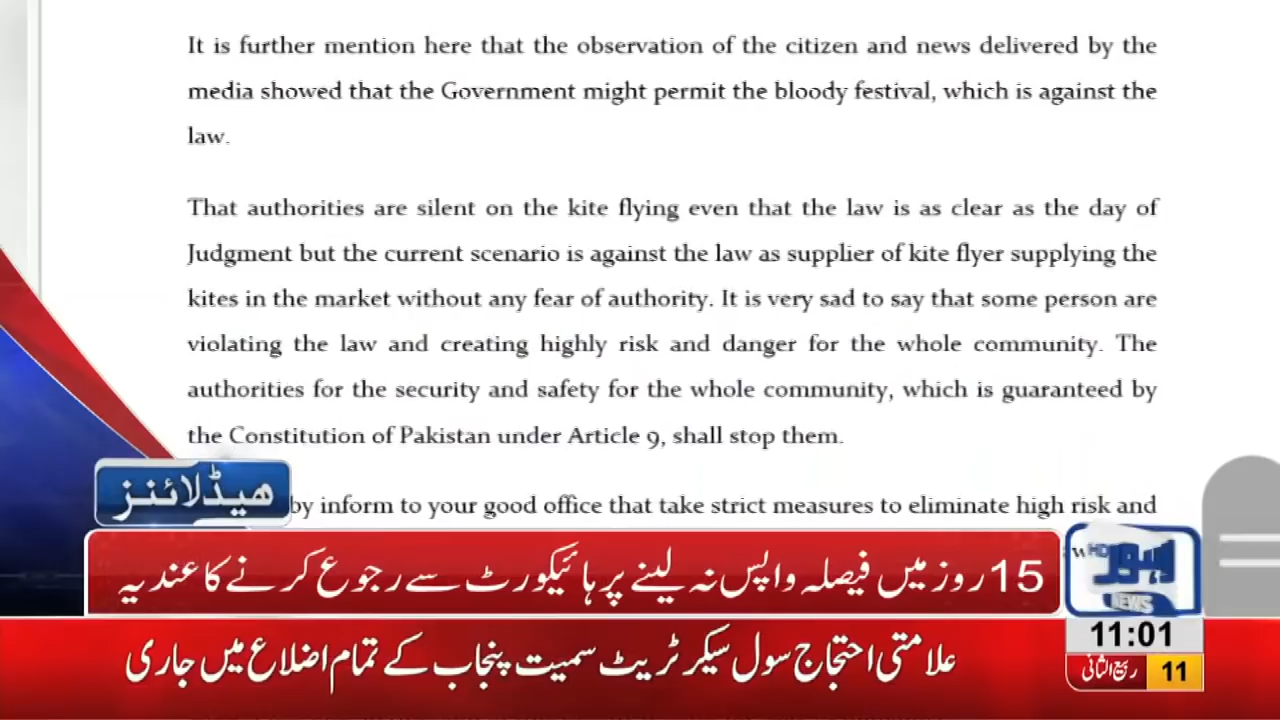 It is further mention here that the observation of the citizen and news delivered by the
media showed that the Government might permit the bloody festival, which is against the
law.
That authorities are silent on the kite flying even that the law is as clear as the day of
Judgment but the current scenario is against the law as supplier of kite flyer supplying the
kites in the market without any fear of authority. It is very sad to say that some person are
violating the law and creating highly risk and danger for the whole community. The
authorities for the security and safety for the whole community, which is guaranteed by
the Constitution of Pakistan under Article 9, shall stop them.
by inform to your good office that take strict measures to eliminate high risk and
ہیڈلائنز
15 روز میں فیصلہ واپس نہ لینے پر ہائیکورٹ سے رجوع کرنے کا عندیہ
لاہور HD
NEWS
11:01
علامتی احتجاج سول سیکرٹریٹ سمیت پنجاب کے تمام اضلاع میں جاری
11 ربیع الثانی